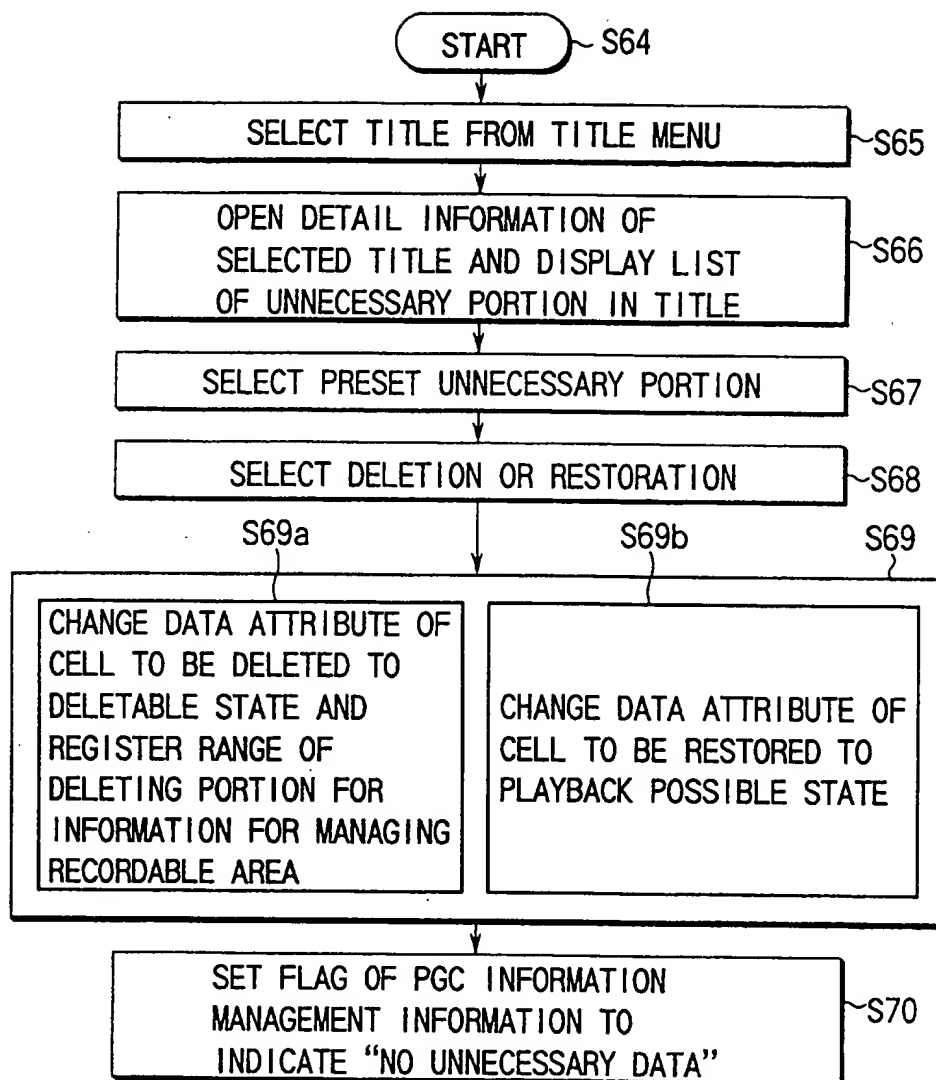 START
S64
SELECT TITLE FROM TITLE MENU
S65
OPEN DETAIL INFORMATION OF
SELECTED TITLE AND DISPLAY LIST
OF UNNECESSARY PORTION IN TITLE
S66
SELECT PRESET UNNECESSARY PORTION
S67
SELECT DELETION OR RESTORATION
S68
S69a
S69b
S69
CHANGE DATA ATTRIBUTE OF
CELL TO BE DELETED TO
DELETABLE STATE AND
REGISTER RANGE OF
DELETING PORTION FOR
INFORMATION FOR MANAGING
RECORDABLE AREA
CHANGE DATA ATTRIBUTE OF
CELL TO BE RESTORED TO
PLAYBACK POSSIBLE STATE
SET FLAG OF PGC INFORMATION
MANAGEMENT INFORMATION TO
INDICATE “NO UNNECESSARY DATA”
S70